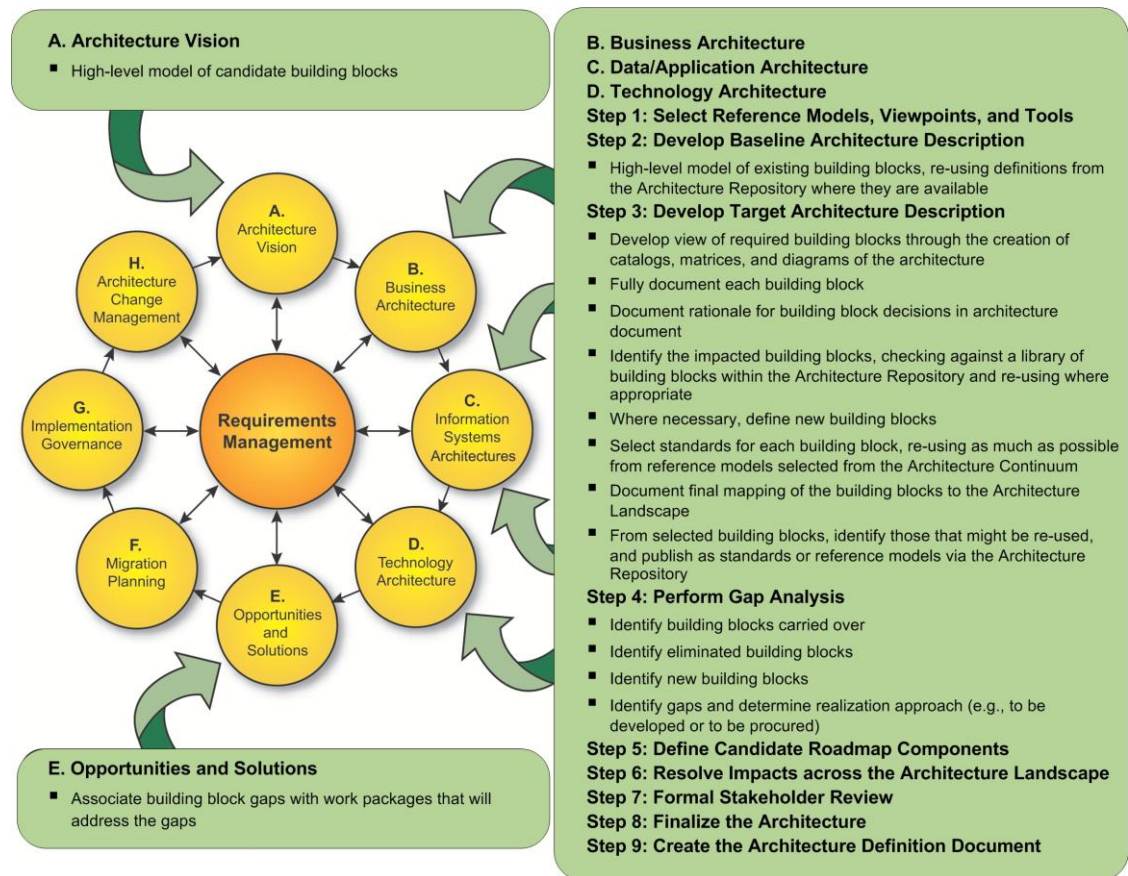 A. Architecture Vision
▪ High-level model of candidate building blocks
B. Business Architecture
C. Data/Application Architecture
D. Technology Architecture
Step 1: Select Reference Models, Viewpoints, and Tools
Step 2: Develop Baseline Architecture Description
▪ High-level model of existing building blocks, re-using definitions from
the Architecture Repository where they are available
Step 3: Develop Target Architecture Description
▪ Develop view of required building blocks through the creation of
catalogs, matrices, and diagrams of the architecture
▪ Fully document each building block
▪ Document rationale for building block decisions in architecture
document
▪ Identify the impacted building blocks, checking against a library of
building blocks within the Architecture Repository and re-using where
appropriate
▪ Where necessary, define new building blocks
▪ Select standards for each building block, re-using as much as possible
from reference models selected from the Architecture Continuum
▪ Document final mapping of the building blocks to the Architecture
Landscape
▪ From selected building blocks, identify those that might be re-used,
and publish as standards or reference models via the Architecture
Repository
Step 4: Perform Gap Analysis
▪ Identify building blocks carried over
▪ Identify eliminated building blocks
▪ Identify new building blocks
▪ Identify gaps and determine realization approach (e.g., to be
developed or to be procured)
Step 5: Define Candidate Roadmap Components
Step 6: Resolve Impacts across the Architecture Landscape
Step 7: Formal Stakeholder Review
Step 8: Finalize the Architecture
Step 9: Create the Architecture Definition Document
A.
Architecture
Vision
B.
Business
Architecture
C.
Information
Systems
Architectures
D.
Technology
Architecture
E.
Opportunities
and
Solutions
F.
Migration
Planning
G.
Implementation
Governance
H.
Architecture
Change
Management
Requirements
Management
E. Opportunities and Solutions
▪ Associate building block gaps with work packages that will
address the gaps